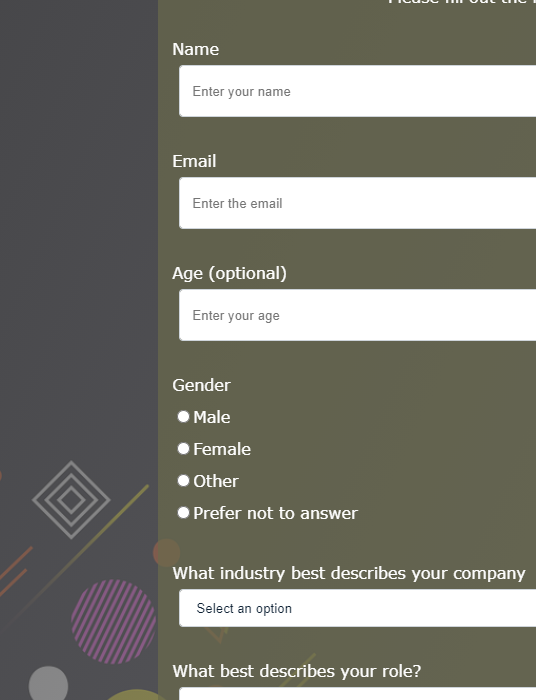 Please fill out the
Name
Enter your name
Email
Enter the email
Age (optional)
Enter your age
Gender
Male
Female
Other
Prefer not to answer
What industry best describes your company
Select an option
What best describes your role?